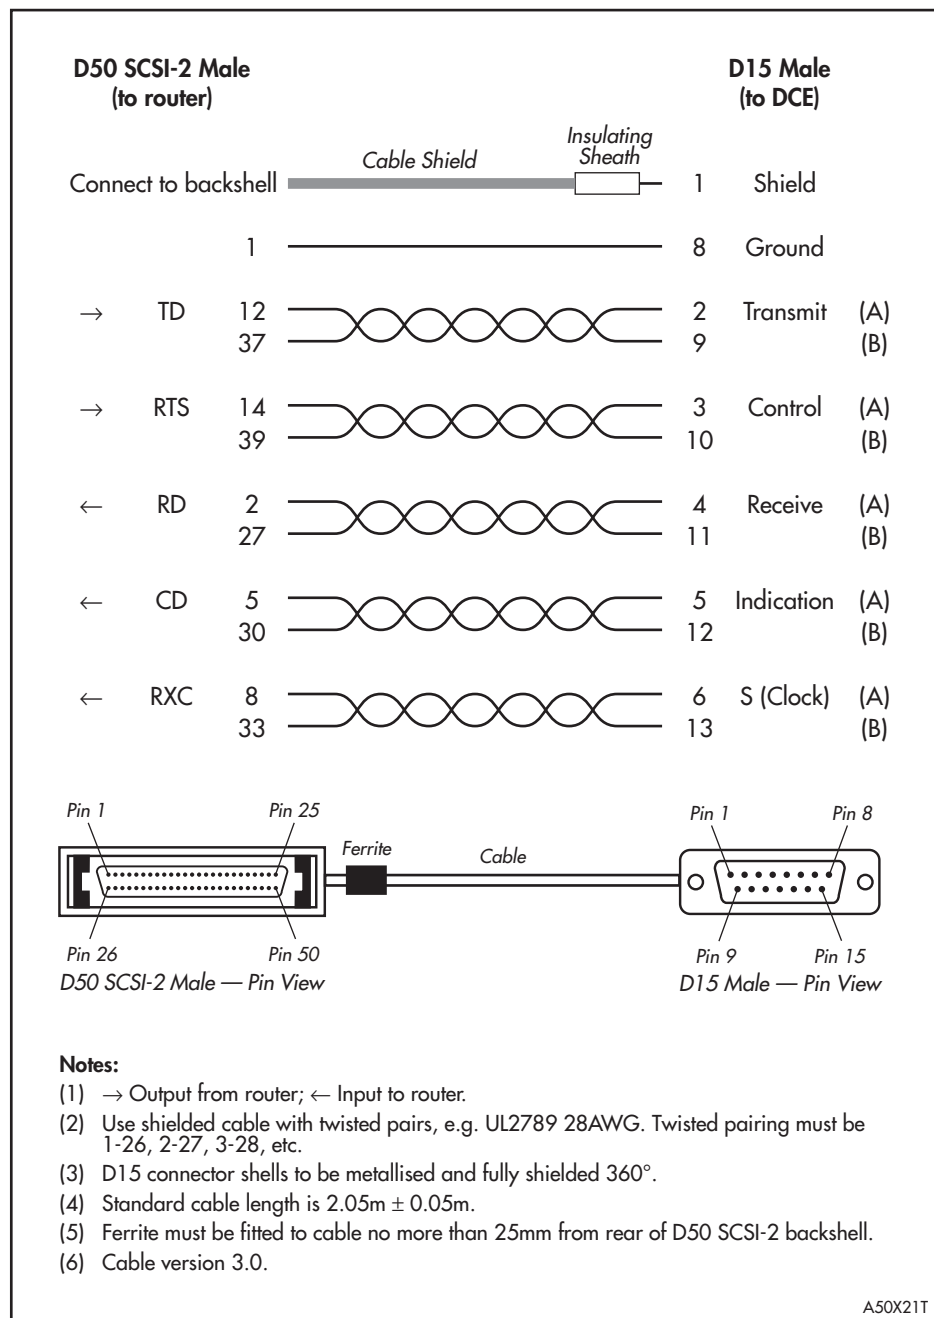 D50 SCSI-2 Male
(to router)
D15 Male
(to DCE)
Connect to backshell
Cable Shield
Insulating
Sheath
1 Shield
1 8 Ground
→ TD 12 2 Transmit (A)
37 9 (B)
→ RTS 14 3 Control (A)
39 10 (B)
← RD 2 4 Receive (A)
27 11 (B)
← CD 5 5 Indication (A)
30 12 (B)
← RXC 8 6 S (Clock) (A)
33 13 (B)
Pin 1 Pin 25
Ferrite
Cable
Pin 1 Pin 8
Pin 26 Pin 50
D50 SCSI-2 Male — Pin View
Pin 9 Pin 15
D15 Male — Pin View
Notes:
(1) → Output from router; ← Input to router.
(2) Use shielded cable with twisted pairs, e.g. UL2789 28AWG. Twisted pairing must be
1-26, 2-27, 3-28, etc.
(3) D15 connector shells to be metallised and fully shielded 360°.
(4) Standard cable length is 2.05m ± 0.05m.
(5) Ferrite must be fitted to cable no more than 25mm from rear of D50 SCSI-2 backshell.
(6) Cable version 3.0.
A50X21T